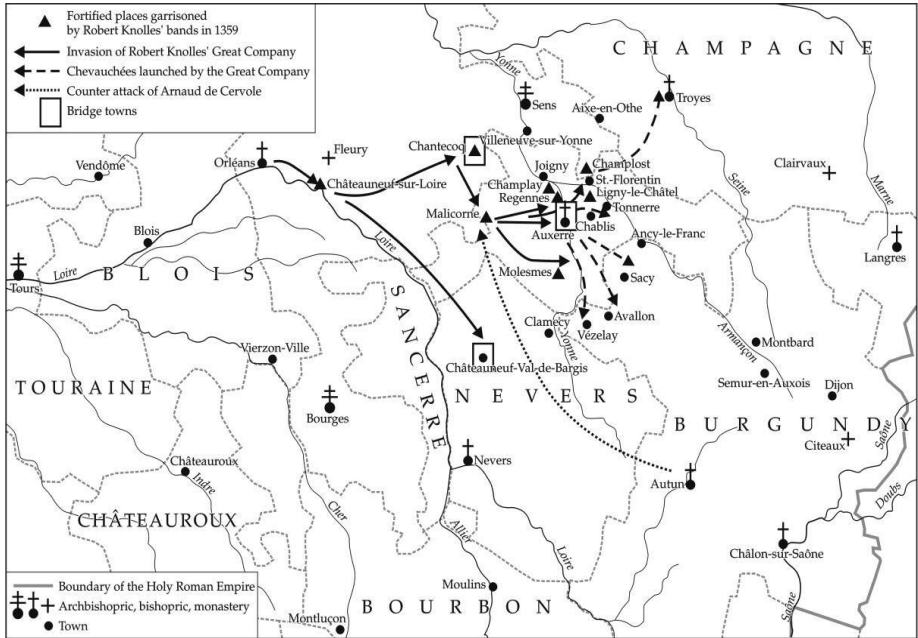 Fortified places garrisoned
by Robert Knolles' bands in 1359
Invasion of Robert Knolles' Great Company
Chevauchées launched by the Great Company
Counter attack of Arnaud de Cervole
Bridge towns
CHAMPAGNE
Yonne
Sens
Aixe-en-Othe
Troyes
Villeneuve-sur-Yonne
Chantecoq
Fleury
Orléans
Vendôme
Châteauneuf-sur-Loire
Joigny
Champlost
St.-Florentin
Champlay
Regennes
Ligny-le-Châtel
Tonnerre
Clairvaux
Seine
Marne
Malicorne
Auxerre
Chablis
Ancy-le-Franc
Langres
Blois
Loire
Loire
BLOIS
Tours
Molesmes
Sacy
Avallon
Clamecy
Vézelay
Yonne
Armançon
Montbard
Semur-en-Auxois
Dijon
SANCERRE
Vierzon-Ville
Châteauneuf-Val-de-Bargis
TOURAINE
NEVERS
Bourges
BURGUNDY
Citeaux
Saône
Châteauroux
Indre
Nevers
Autun
Doubs
CHÂTEAUROUX
Cher
Allier
Loire
Châlon-sur-Saône
Boundary of the Holy Roman Empire
Archbishopric, bishopric, monastery
Town
Moulins
BOURBON
Montluçon
Saône